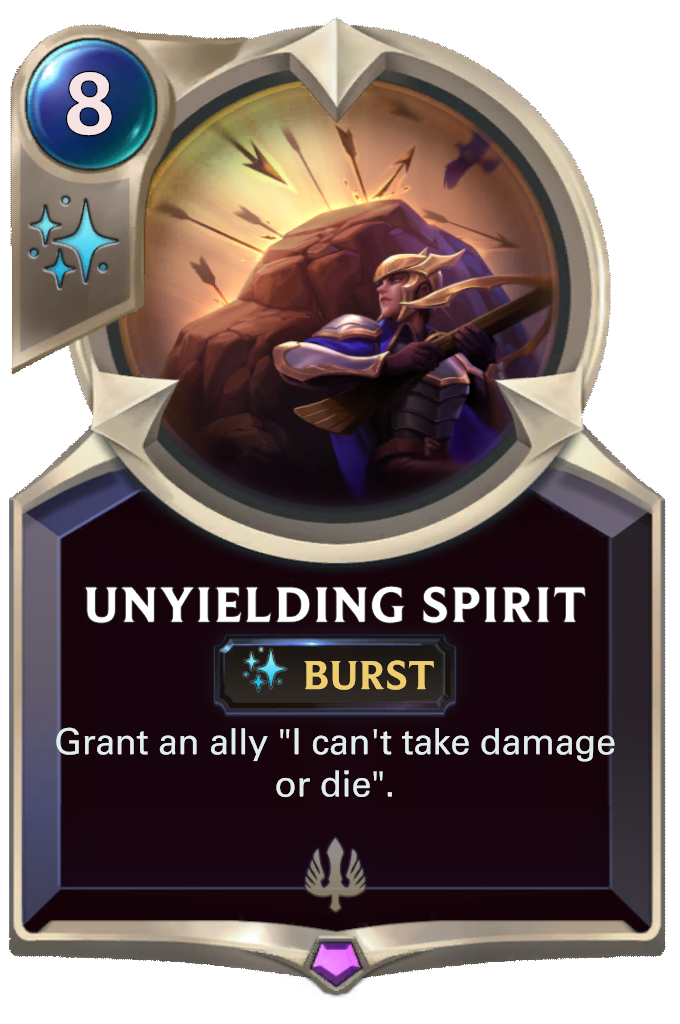 8
UNYIELDING SPIRIT
BURST
Grant an ally "I can't take damage
or die".